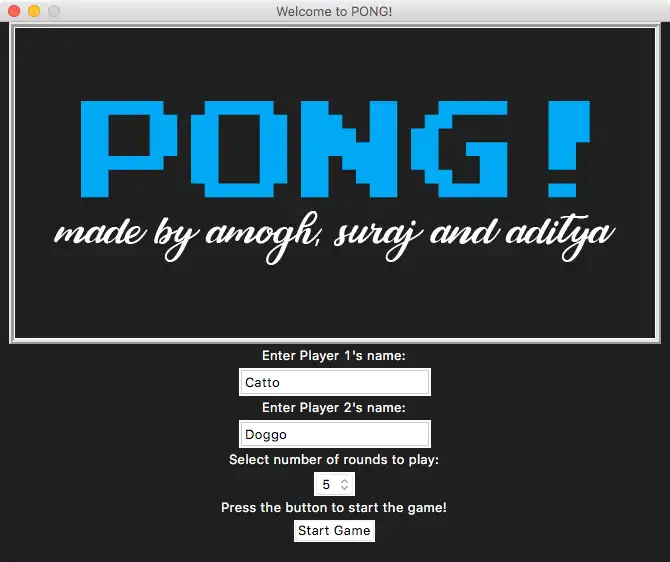 Welcome to PONG!
PONG!
made by amogh, suraj and aditya
Enter Player 1's name:
Catto
Enter Player 2's name:
Doggo
Select number of rounds to play:
5
Press the button to start the game!
Start Game